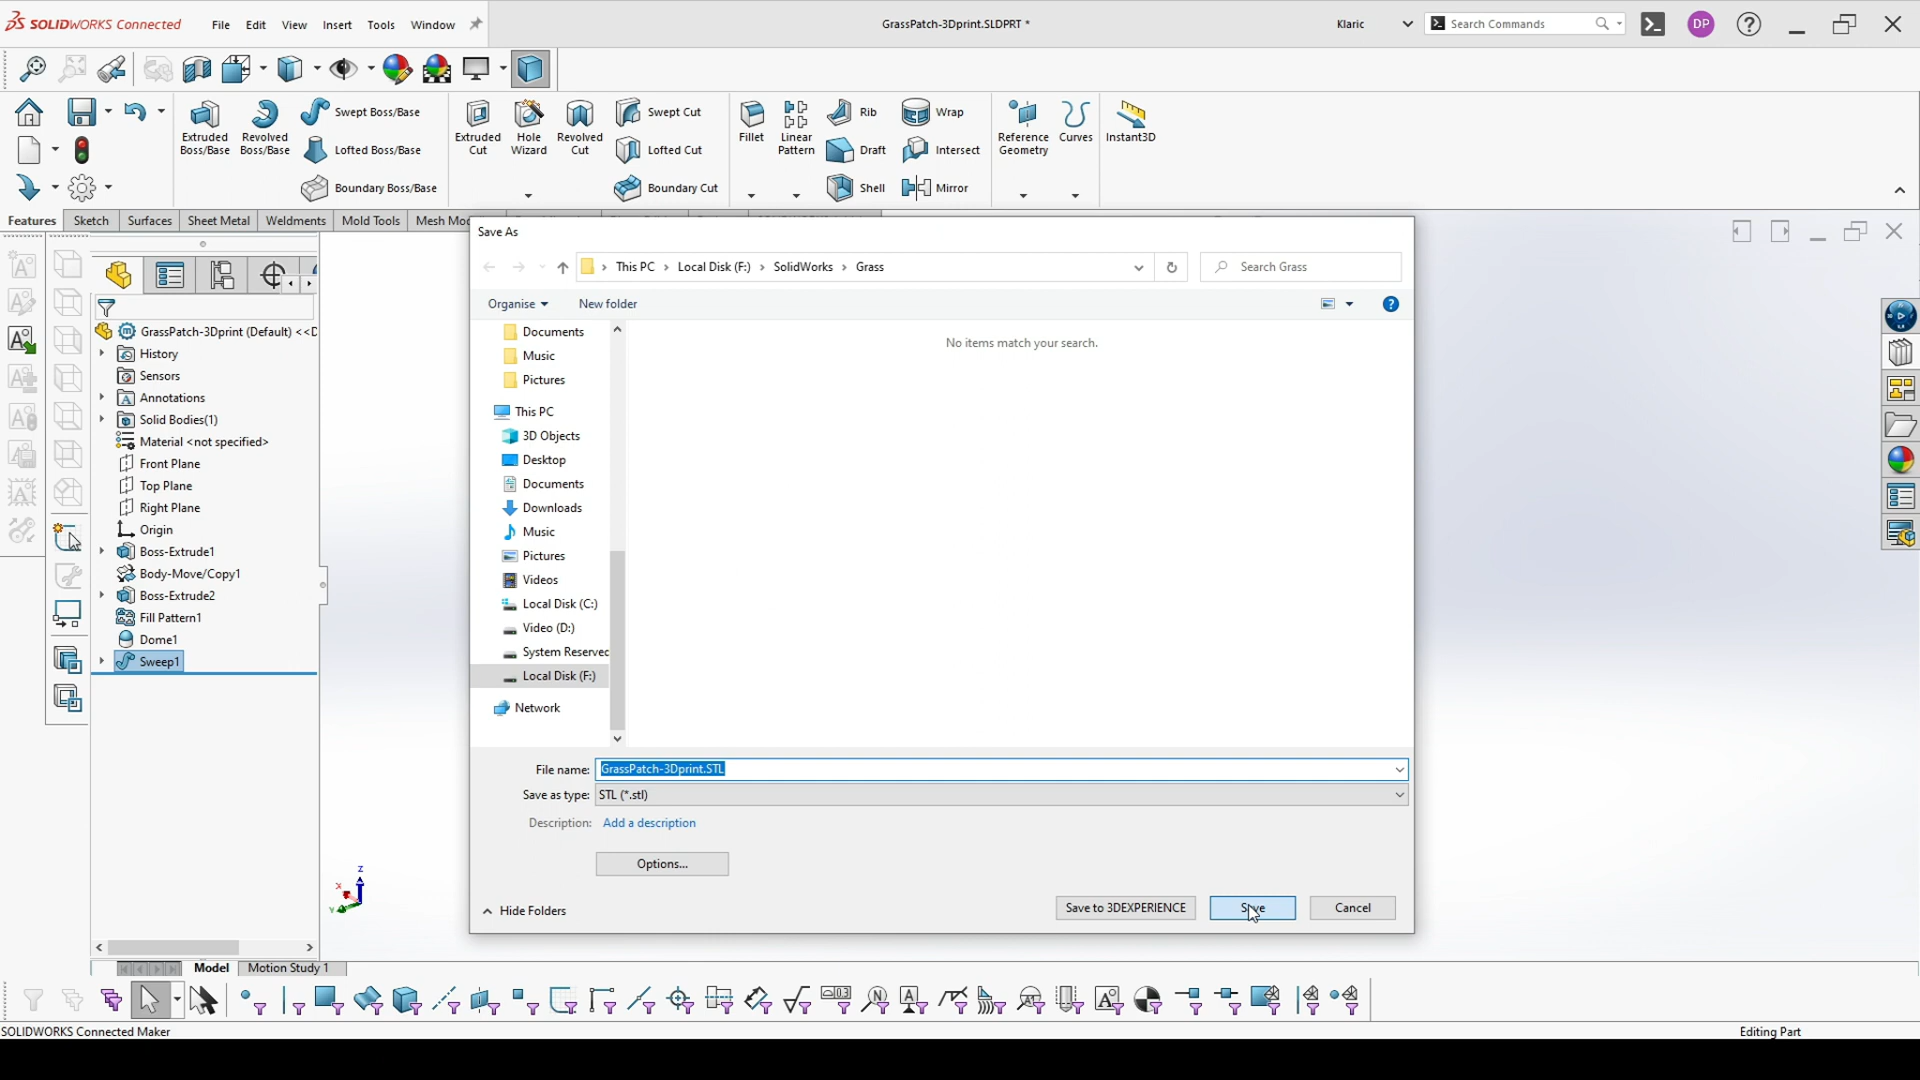 SOLIDWORKS Connected
File Edit View Insert Tools Window
GrassPatch-3Dprint.SLDPRT *
Klaric
Search Commands
DP
Extruded Boss/Base
Revolved Boss/Base
Swept Boss/Base
Lofted Boss/Base
Boundary Boss/Base
Extruded Cut
Hole Wizard
Revolved Cut
Swept Cut
Lofted Cut
Boundary Cut
Fillet
Linear Pattern
Rib
Draft
Shell
Wrap
Intersect
Mirror
Reference Geometry
Curves
Instant3D
Features Sketch Surfaces Sheet Metal Weldments Mold Tools Mesh Mo
GrassPatch-3Dprint (Default) <<D
History
Sensors
Annotations
Solid Bodies(1)
Material <not specified>
Front Plane
Top Plane
Right Plane
Origin
Boss-Extrude1
Body-Move/Copy1
Boss-Extrude2
Fill Pattern1
Dome1
Sweep1
Save As
This PC › Local Disk (F:) › SolidWorks › Grass
Search Grass
Organise New folder
Documents
Music
Pictures
This PC
3D Objects
Desktop
Documents
Downloads
Music
Pictures
Videos
Local Disk (C:)
Video (D:)
System Reserved
Local Disk (F:)
Network
No items match your search.
File name: GrassPatch-3Dprint.STL
Save as type: STL (*.stl)
Description: Add a description
Options...
Hide Folders
Save to 3DEXPERIENCE Save Cancel
Z
X
Y
Model Motion Study 1
SOLIDWORKS Connected Maker
Editing Part